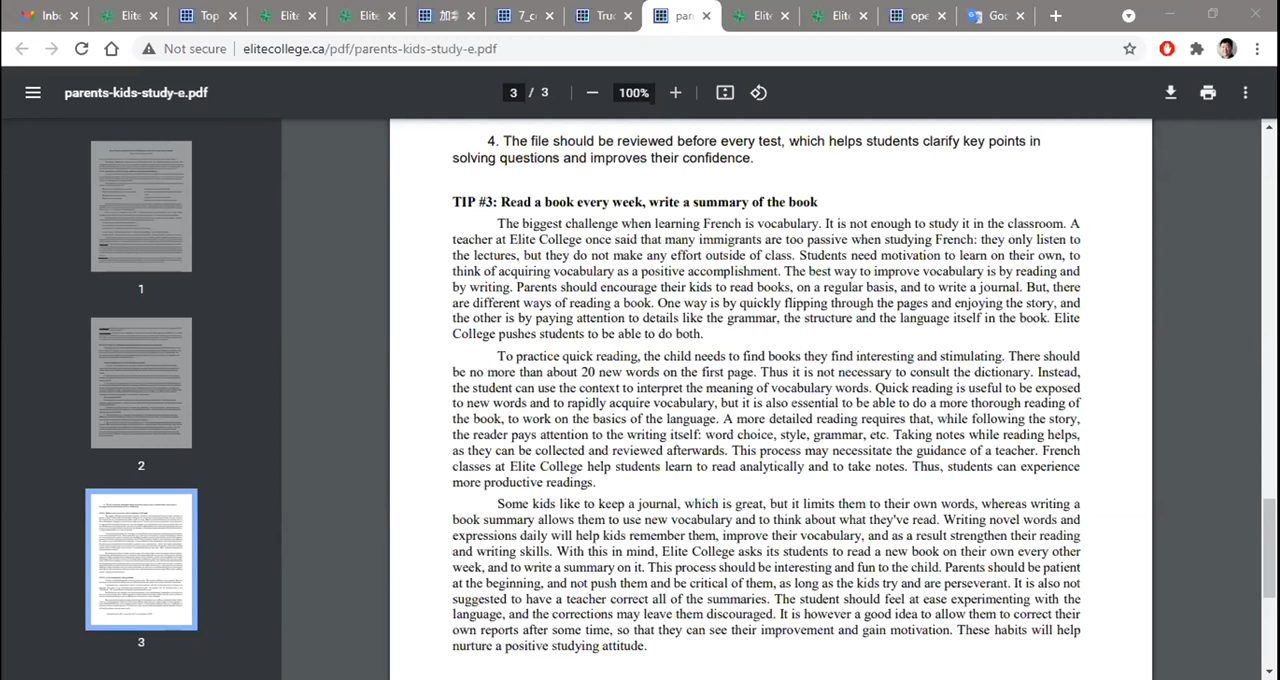 Inbo
Elite
Top
Elite
Elite
加拿
7_c
Tru
par
Elite
Elite
ope
Goo
Not secure
elitecollege.ca/pdf/parents-kids-study-e.pdf
parents-kids-study-e.pdf
3 / 3
100%
4. The file should be reviewed before every test, which helps students clarify key points in
solving questions and improves their confidence.
TIP #3: Read a book every week, write a summary of the book
The biggest challenge when learning French is vocabulary. It is not enough to study it in the classroom. A
teacher at Elite College once said that many immigrants are too passive when studying French: they only listen to
the lectures, but they do not make any effort outside of class. Students need motivation to learn on their own, to
think of acquiring vocabulary as a positive accomplishment. The best way to improve vocabulary is by reading and
by writing. Parents should encourage their kids to read books, on a regular basis, and to write a journal. But, there
are different ways of reading a book. One way is by quickly flipping through the pages and enjoying the story, and
the other is by paying attention to details like the grammar, the structure and the language itself in the book. Elite
College pushes students to be able to do both.
To practice quick reading, the child needs to find books they find interesting and stimulating. There should
be no more than about 20 new words on the first page. Thus it is not necessary to consult the dictionary. Instead,
the student can use the context to interpret the meaning of vocabulary words. Quick reading is useful to be exposed
to new words and to rapidly acquire vocabulary, but it is also essential to be able to do a more thorough reading of
the book, to work on the basics of the language. A more detailed reading requires that, while following the story,
the reader pays attention to the writing itself: word choice, style, grammar, etc. Taking notes while reading helps,
as they can be collected and reviewed afterwards. This process may necessitate the guidance of a teacher. French
classes at Elite College help students learn to read analytically and to take notes. Thus, students can experience
more productive readings.
Some kids like to keep a journal, which is great, but it limit them to their own words, whereas writing a
book summary allows them to use new vocabulary and to think about what they've read. Writing novel words and
expressions daily will help kids remember them, improve their vocabulary, and as a result strengthen their reading
and writing skills. With this in mind, Elite College asks its students to read a new book on their own every other
week, and to write a summary on it. This process should be interesting and fun to the child. Parents should be patient
in the beginning, and not push them and be critical of them, as long as the kids try and are perseverant. It is also not
suggested to have a teacher correct all of the summaries. The student should feel at ease experimenting with the
language, and the corrections may leave them discouraged. It is however a good idea to allow them to correct their
own reports after some time, so that they can see their improvement and gain motivation. These habits will help
nurture a positive studying attitude.
1
2
3